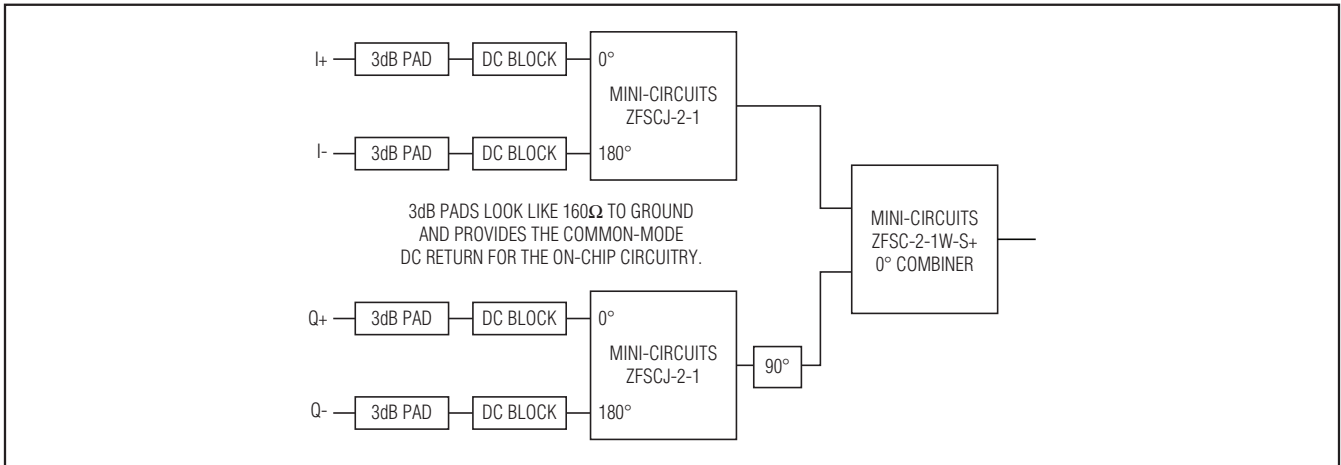 I+ 3dB PAD DC BLOCK 0°
MINI-CIRCUITS
ZFSCJ-2-1
I- 3dB PAD DC BLOCK 180°
3dB PADS LOOK LIKE 160Ω TO GROUND
AND PROVIDES THE COMMON-MODE
DC RETURN FOR THE ON-CHIP CIRCUITRY.
MINI-CIRCUITS
ZFSC-2-1W-S+
0° COMBINER
Q+ 3dB PAD DC BLOCK 0°
MINI-CIRCUITS
ZFSCJ-2-1
90°
Q- 3dB PAD DC BLOCK 180°